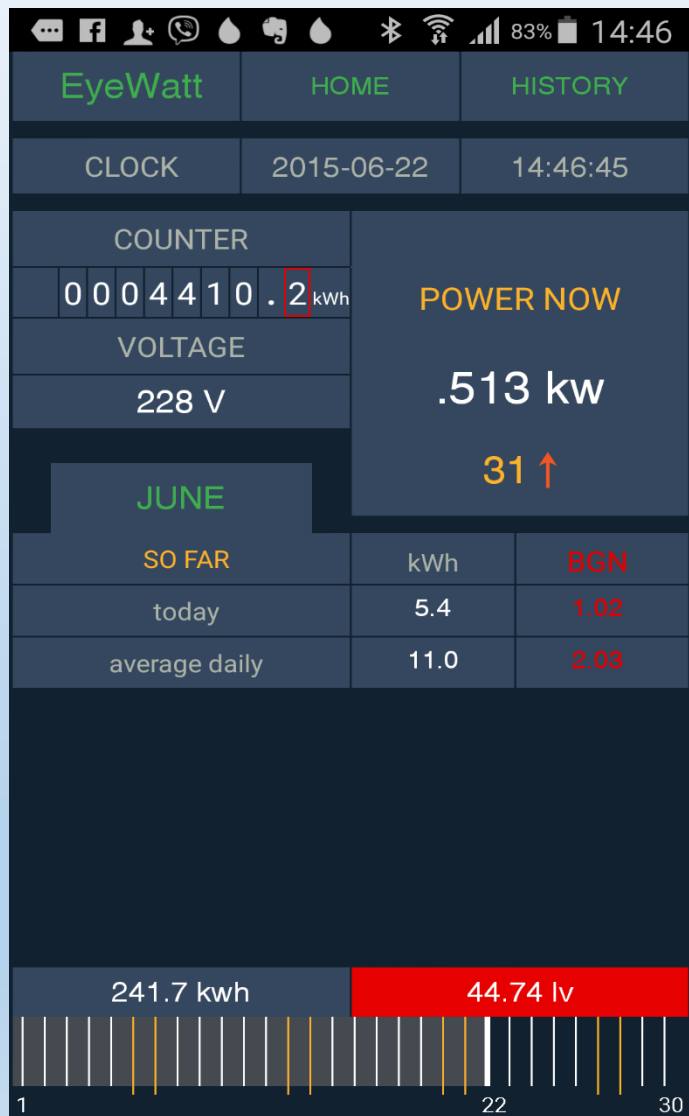 83% 14:46
EyeWatt HOME HISTORY
CLOCK 2015-06-22 14:46:45
COUNTER
0004410.2 kWh
VOLTAGE
228 V
POWER NOW
.513 kw
31 ↑
JUNE
SO FAR kWh BGN
today 5.4 1.02
average daily 11.0 2.03
241.7 kwh 44.74 lv
1 22 30